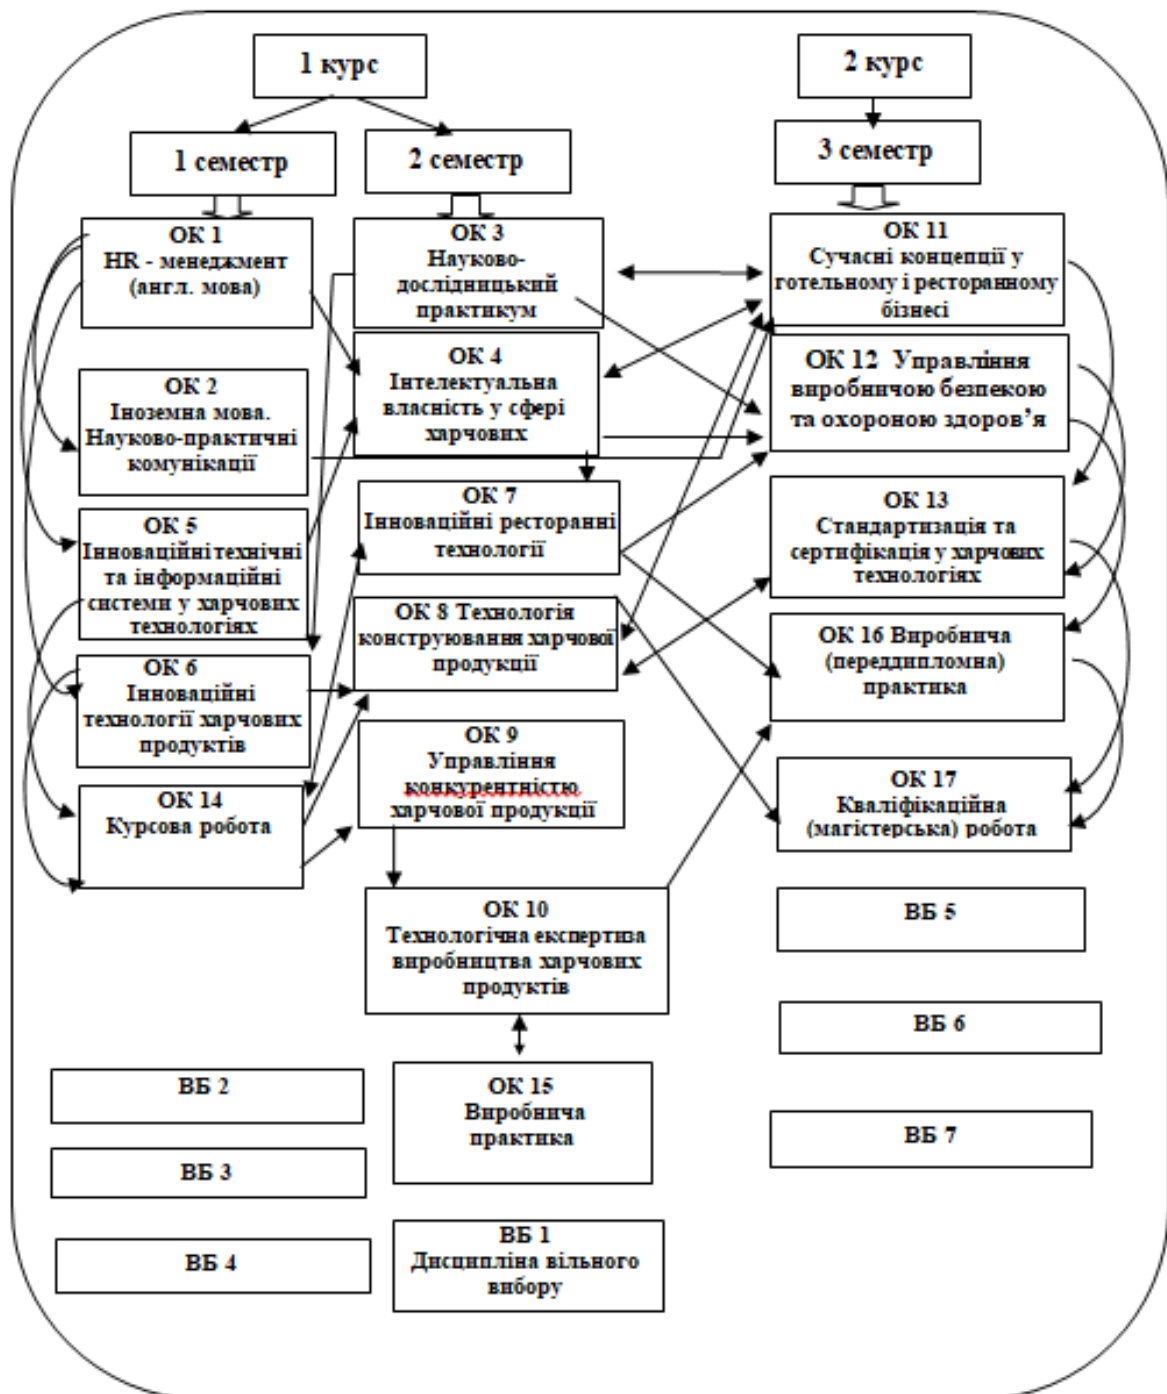 1 курс
2 курс
1 семестр
2 семестр
3 семестр
ОК 1
HR - менеджмент
(англ. мова)
ОК 2
Іноземна мова.
Науково-практичні
комунікації
ОК 5
Інноваційні технічні
та інформаційні
системи у харчових
технологіях
ОК 6
Інноваційні
технології харчових
продуктів
ОК 14
Курсова робота
ВБ 2
ВБ 3
ВБ 4
ОК 3
Науково-
дослідницький
практикум
ОК 4
Інтелектуальна
власність у сфері
харчових
ОК 7
Інноваційні ресторанні
технології
ОК 8 Технологія
конструювання харчової
продукції
ОК 9
Управління
конкурентністю
харчової продукції
ОК 10
Технологічна експертиза
виробництва харчових
продуктів
ОК 15
Виробнича
практика
ВБ 1
Дисципліна вільного
вибору
ОК 11
Сучасні концепції у
готельному і ресторанному
бізнесі
ОК 12 Управління
виробничою безпекою
та охороною здоров’я
ОК 13
Стандартизація та
сертифікація у харчових
технологіях
ОК 16 Виробнича
(переддипломна)
практика
ОК 17
Кваліфікаційна
(магістерська) робота
ВБ 5
ВБ 6
ВБ 7